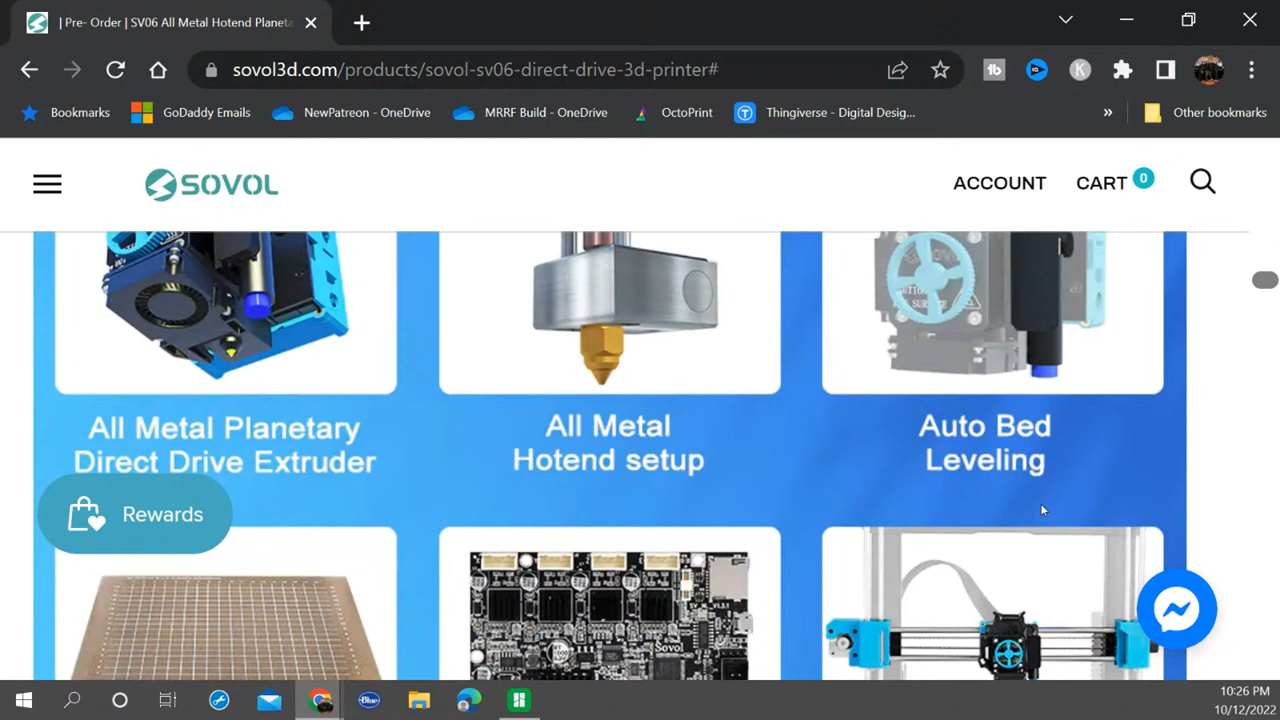 | Pre- Order | SV06 All Metal Hotend Planeta
sovol3d.com/products/sovol-sv06-direct-drive-3d-printer#
Bookmarks
GoDaddy Emails
NewPatreon - OneDrive
MRRF Build - OneDrive
OctoPrint
Thingiverse - Digital Desig...
»
Other bookmarks
SOVOL
ACCOUNT
CART 0
All Metal Planetary
Direct Drive Extruder
All Metal
Hotend setup
Auto Bed
Leveling
Rewards
Sovol
Blue
10:26 PM
10/12/2022